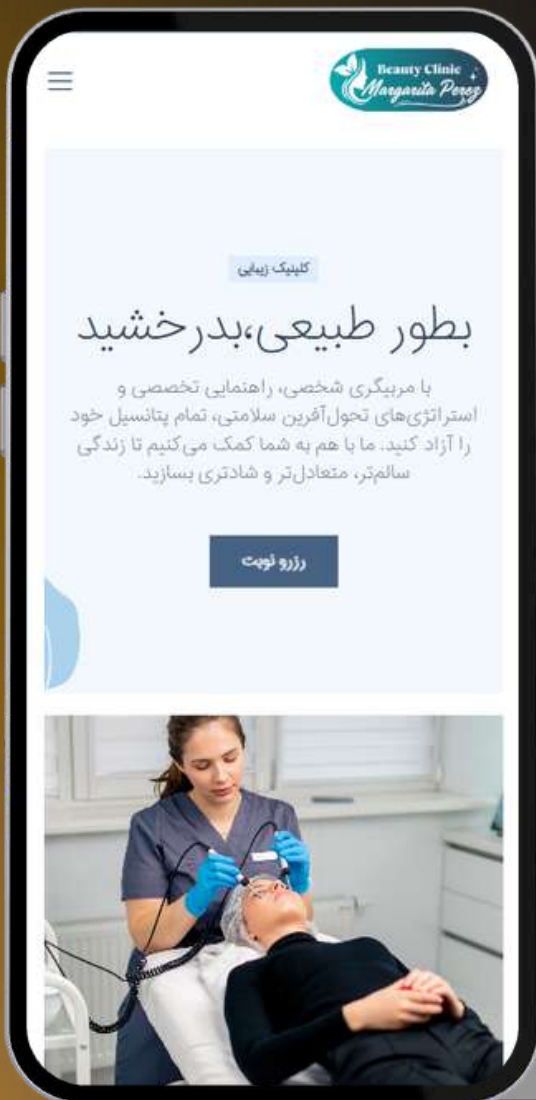 Beauty Clinic
Margarita Perez
کلینیک زیبایی
بطور طبیعی،بدرخشید
با مربیگری شخصی، راهنمایی تخصصی و
استراتژی‌های تحول‌آفرین سلامتی، تمام پتانسیل خود
را آزاد کنید. ما با هم به شما کمک می‌کنیم تا زندگی
سالم‌تر، متعادل‌تر و شادتری بسازید.
رزرو نوبت